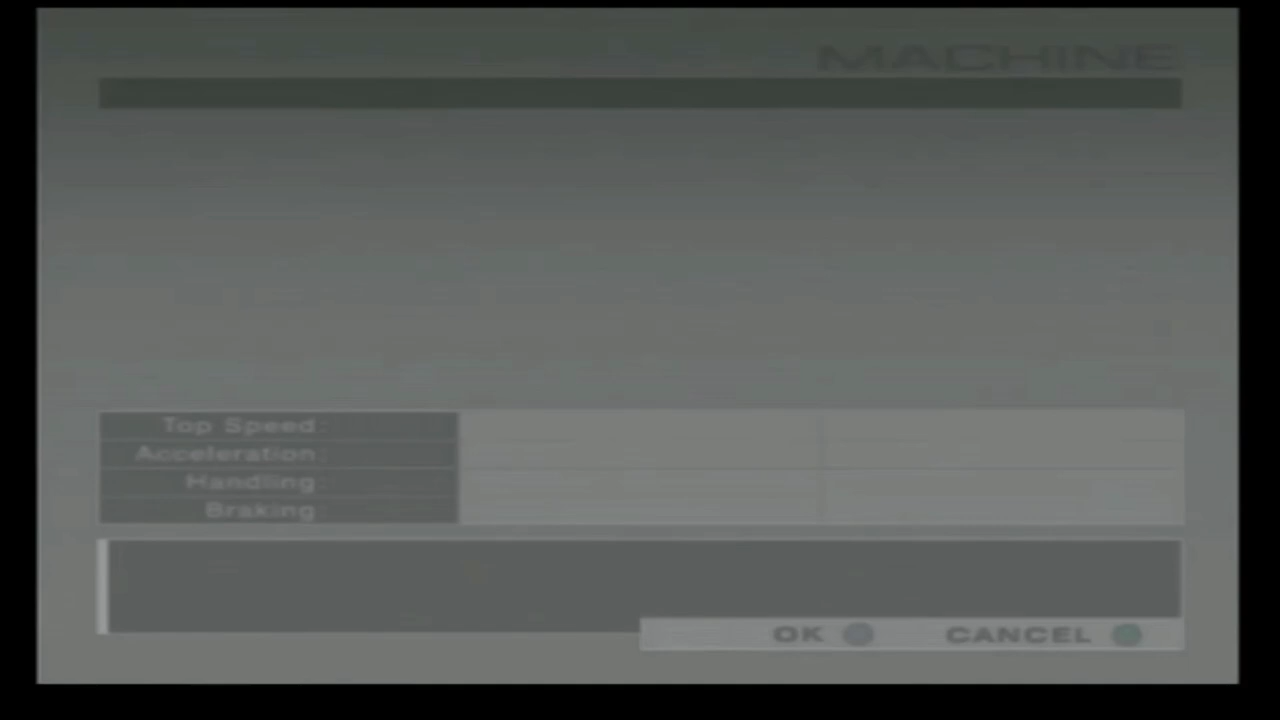 MACHINE
Top Speed:
Acceleration:
Handling:
Braking:
OK CANCEL